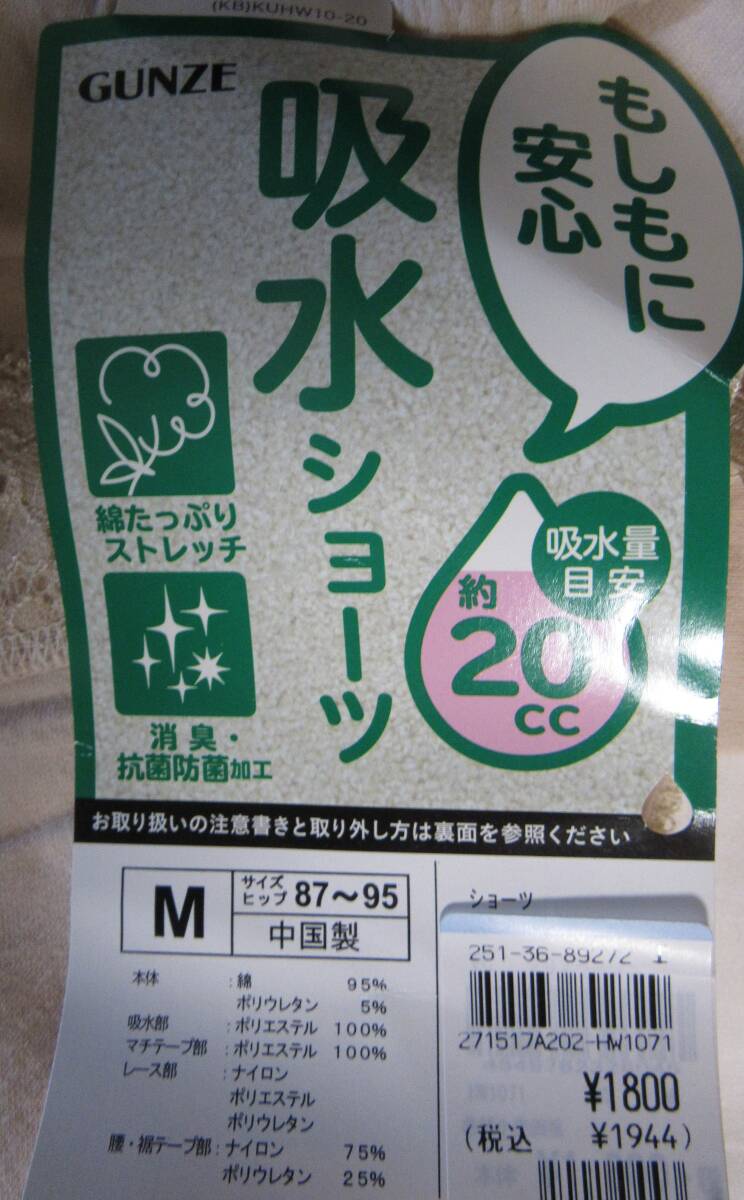 (KB)KUHW10-20
GUNZE
もしもに
安心
吸水ショーツ
綿たっぷり
ストレッチ
消臭・
抗菌防菌加工
吸水量
目安
約
20
cc
お取り扱いの注意書きと取り外し方は裏面を参照ください
M
サイズ
ヒップ 87〜95
中国製
本体 :綿 95%
ポリウレタン 5%
吸水部 :ポリエステル 100%
マチテープ部 :ポリエステル 100%
レース部 :ナイロン
ポリエステル
ポリウレタン
腰・裾テープ部:ナイロン 75%
ポリウレタン 25%
ショーツ
251-36-89272 エ
271517A202-HW1071
¥1800
(税込 ¥1944)